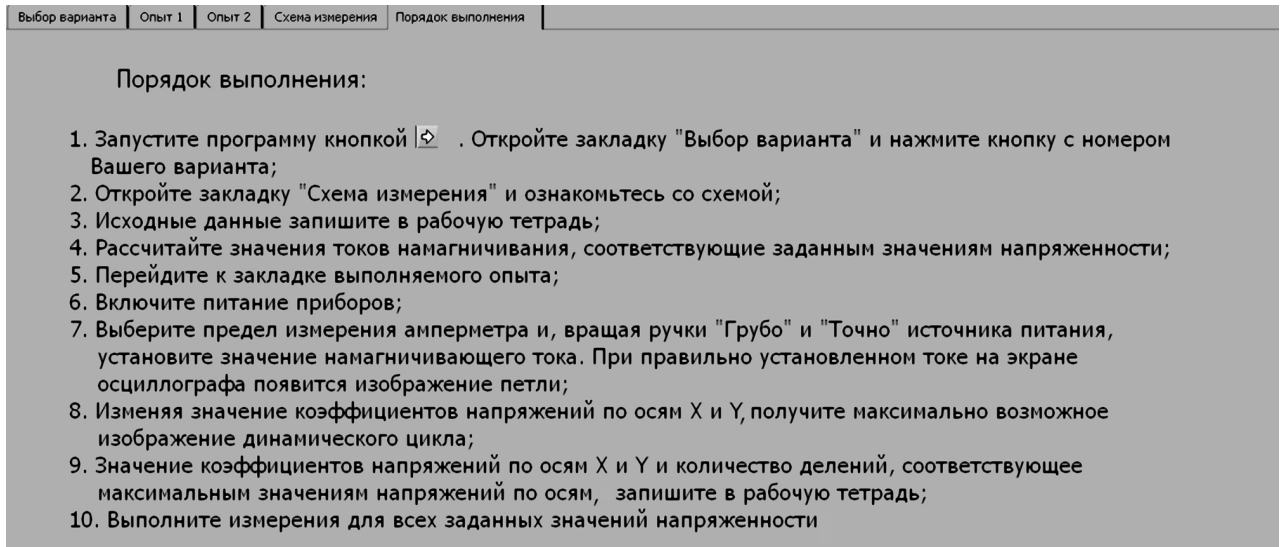 Выбор варианта Опыт 1 Опыт 2 Схема измерения Порядок выполнения
Порядок выполнения:
1. Запустите программу кнопкой . Откройте закладку "Выбор варианта" и нажмите кнопку с номером
Вашего варианта;
2. Откройте закладку "Схема измерения" и ознакомьтесь со схемой;
3. Исходные данные запишите в рабочую тетрадь;
4. Рассчитайте значения токов намагничивания, соответствующие заданным значениям напряженности;
5. Перейдите к закладке выполняемого опыта;
6. Включите питание приборов;
7. Выберите предел измерения амперметра и, вращая ручки "Грубо" и "Точно" источника питания,
установите значение намагничивающего тока. При правильно установленном токе на экране
осциллографа появится изображение петли;
8. Изменяя значение коэффициентов напряжений по осям X и Y, получите максимально возможное
изображение динамического цикла;
9. Значение коэффициентов напряжений по осям X и Y и количество делений, соответствующее
максимальным значениям напряжений по осям, запишите в рабочую тетрадь;
10. Выполните измерения для всех заданных значений напряженности